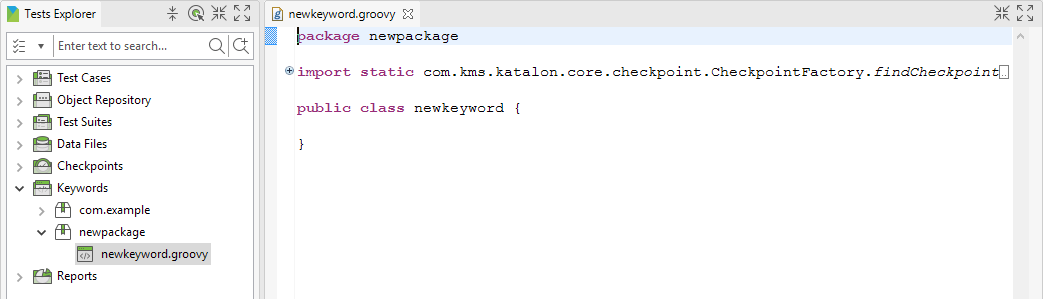 Tests Explorer
Enter text to search...
Test Cases
Object Repository
Test Suites
Data Files
Checkpoints
Keywords
com.example
newpackage
newkeyword.groovy
Reports
newkeyword.groovy
package newpackage
import static com.kms.katalon.core.checkpoint.CheckpointFactory.findCheckpoint..
public class newkeyword {
}